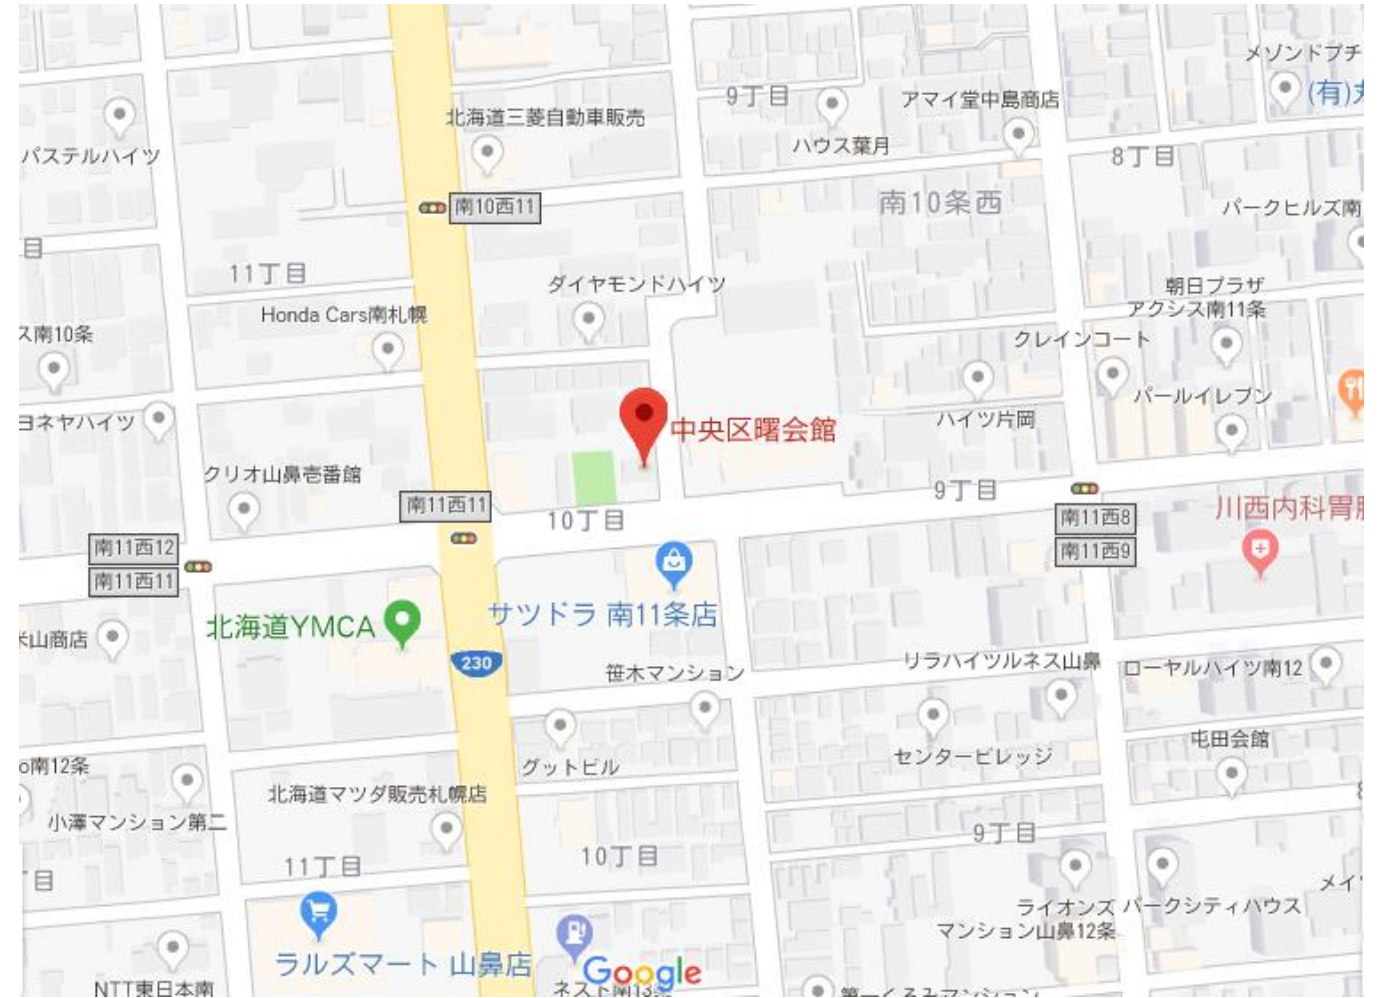 メゾンドプチ
9丁目
アマイ堂中島商店
(有)丸
北海道三菱自動車販売
ハウス葉月
8丁目
パステルハイツ
南10西11
南10条西
パークヒルズ南
目
11丁目
ダイヤモンドハイツ
朝日プラザ
アクシス南11条
Honda Cars南札幌
ス南10条
クレインコート
パールイレブン
ヨネヤハイツ
中央区曙会館
ハイツ片岡
クリオ山鼻壱番館
9丁目
南11西11
10丁目
南11西8
川西内科胃腸
南11西12
南11西9
南11西11
サツドラ 南11条店
北海道YMCA
米山商店
230
笹木マンション
リラハイツルネス山鼻
ローヤルハイツ南12
屯田会館
o南12条
グットビル
センタービレッジ
北海道マツダ販売札幌店
小澤マンション第二
9丁目
11丁目
10丁目
目
メイ
ライオンズ
マンション山鼻12条
パークシティハウス
ラルズマート 山鼻店
Google
NTT東日本南